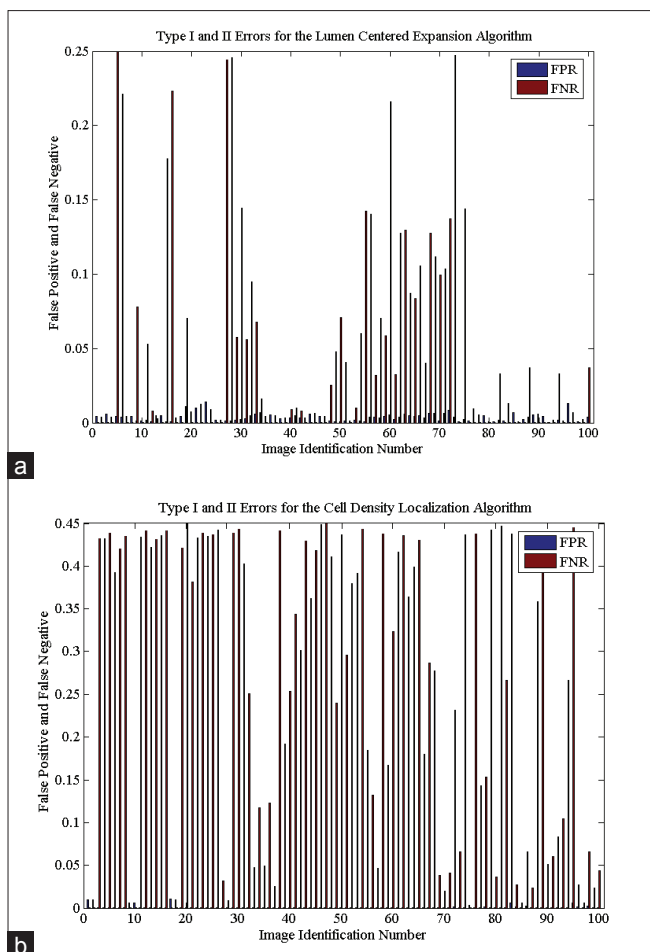 Type I and II Errors for the Lumen Centered Expansion Algorithm
0.25
0.2
0.15
0.1
0.05
0
False Positive and False Negative
FPR
FNR
0 10 20 30 40 50 60 70 80 90 100
Image Identification Number
a
Type I and II Errors for the Cell Density Localization Algorithm
0.45
0.4
0.35
0.3
0.25
0.2
0.15
0.1
0.05
0
False Positive and False Negative
FPR
FNR
0 10 20 30 40 50 60 70 80 90 100
Image Identification Number
b